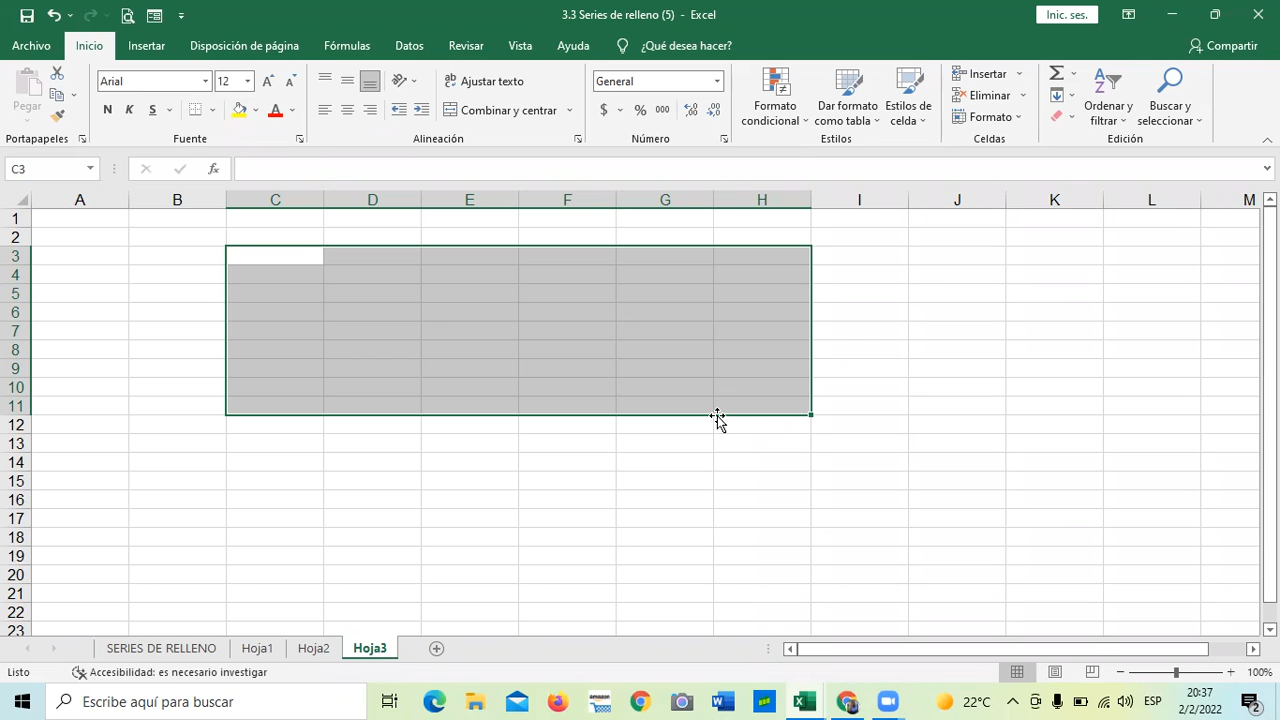 3.3 Series de relleno (5) - Excel
Inic. ses.
Archivo Inicio Insertar Disposición de página Fórmulas Datos Revisar Vista Ayuda ¿Qué desea hacer? Compartir
Pegar
Arial 12
N K S A
Ajustar texto
Combinar y centrar
General
$ % 000
Formato condicional
Dar formato como tabla
Estilos de celda
Insertar
Eliminar
Formato
Ordenar y filtrar
Buscar y seleccionar
Portapapeles Fuente Alineación Número Estilos Celdas Edición
C3 fx
A B C D E F G H I J K L M
1
2
3
4
5
6
7
8
9
10
11
12
13
14
15
16
17
18
19
20
21
22
23
SERIES DE RELLENO Hoja1 Hoja2 Hoja3
Listo Accesibilidad: es necesario investigar 100%
Escribe aquí para buscar
amazon
22°C
ESP
20:37
2/2/2022
2